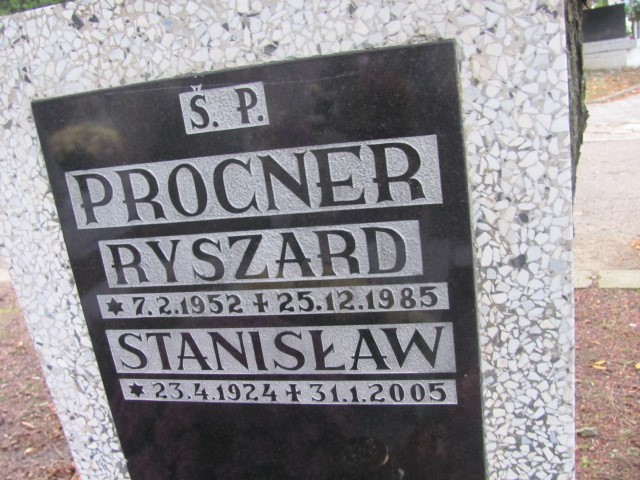 Ś. P.
PROCNER
RYSZARD
* 7.2.1952 + 25.12.1985
STANISŁAW
* 23.4.1924 + 31.1.2005